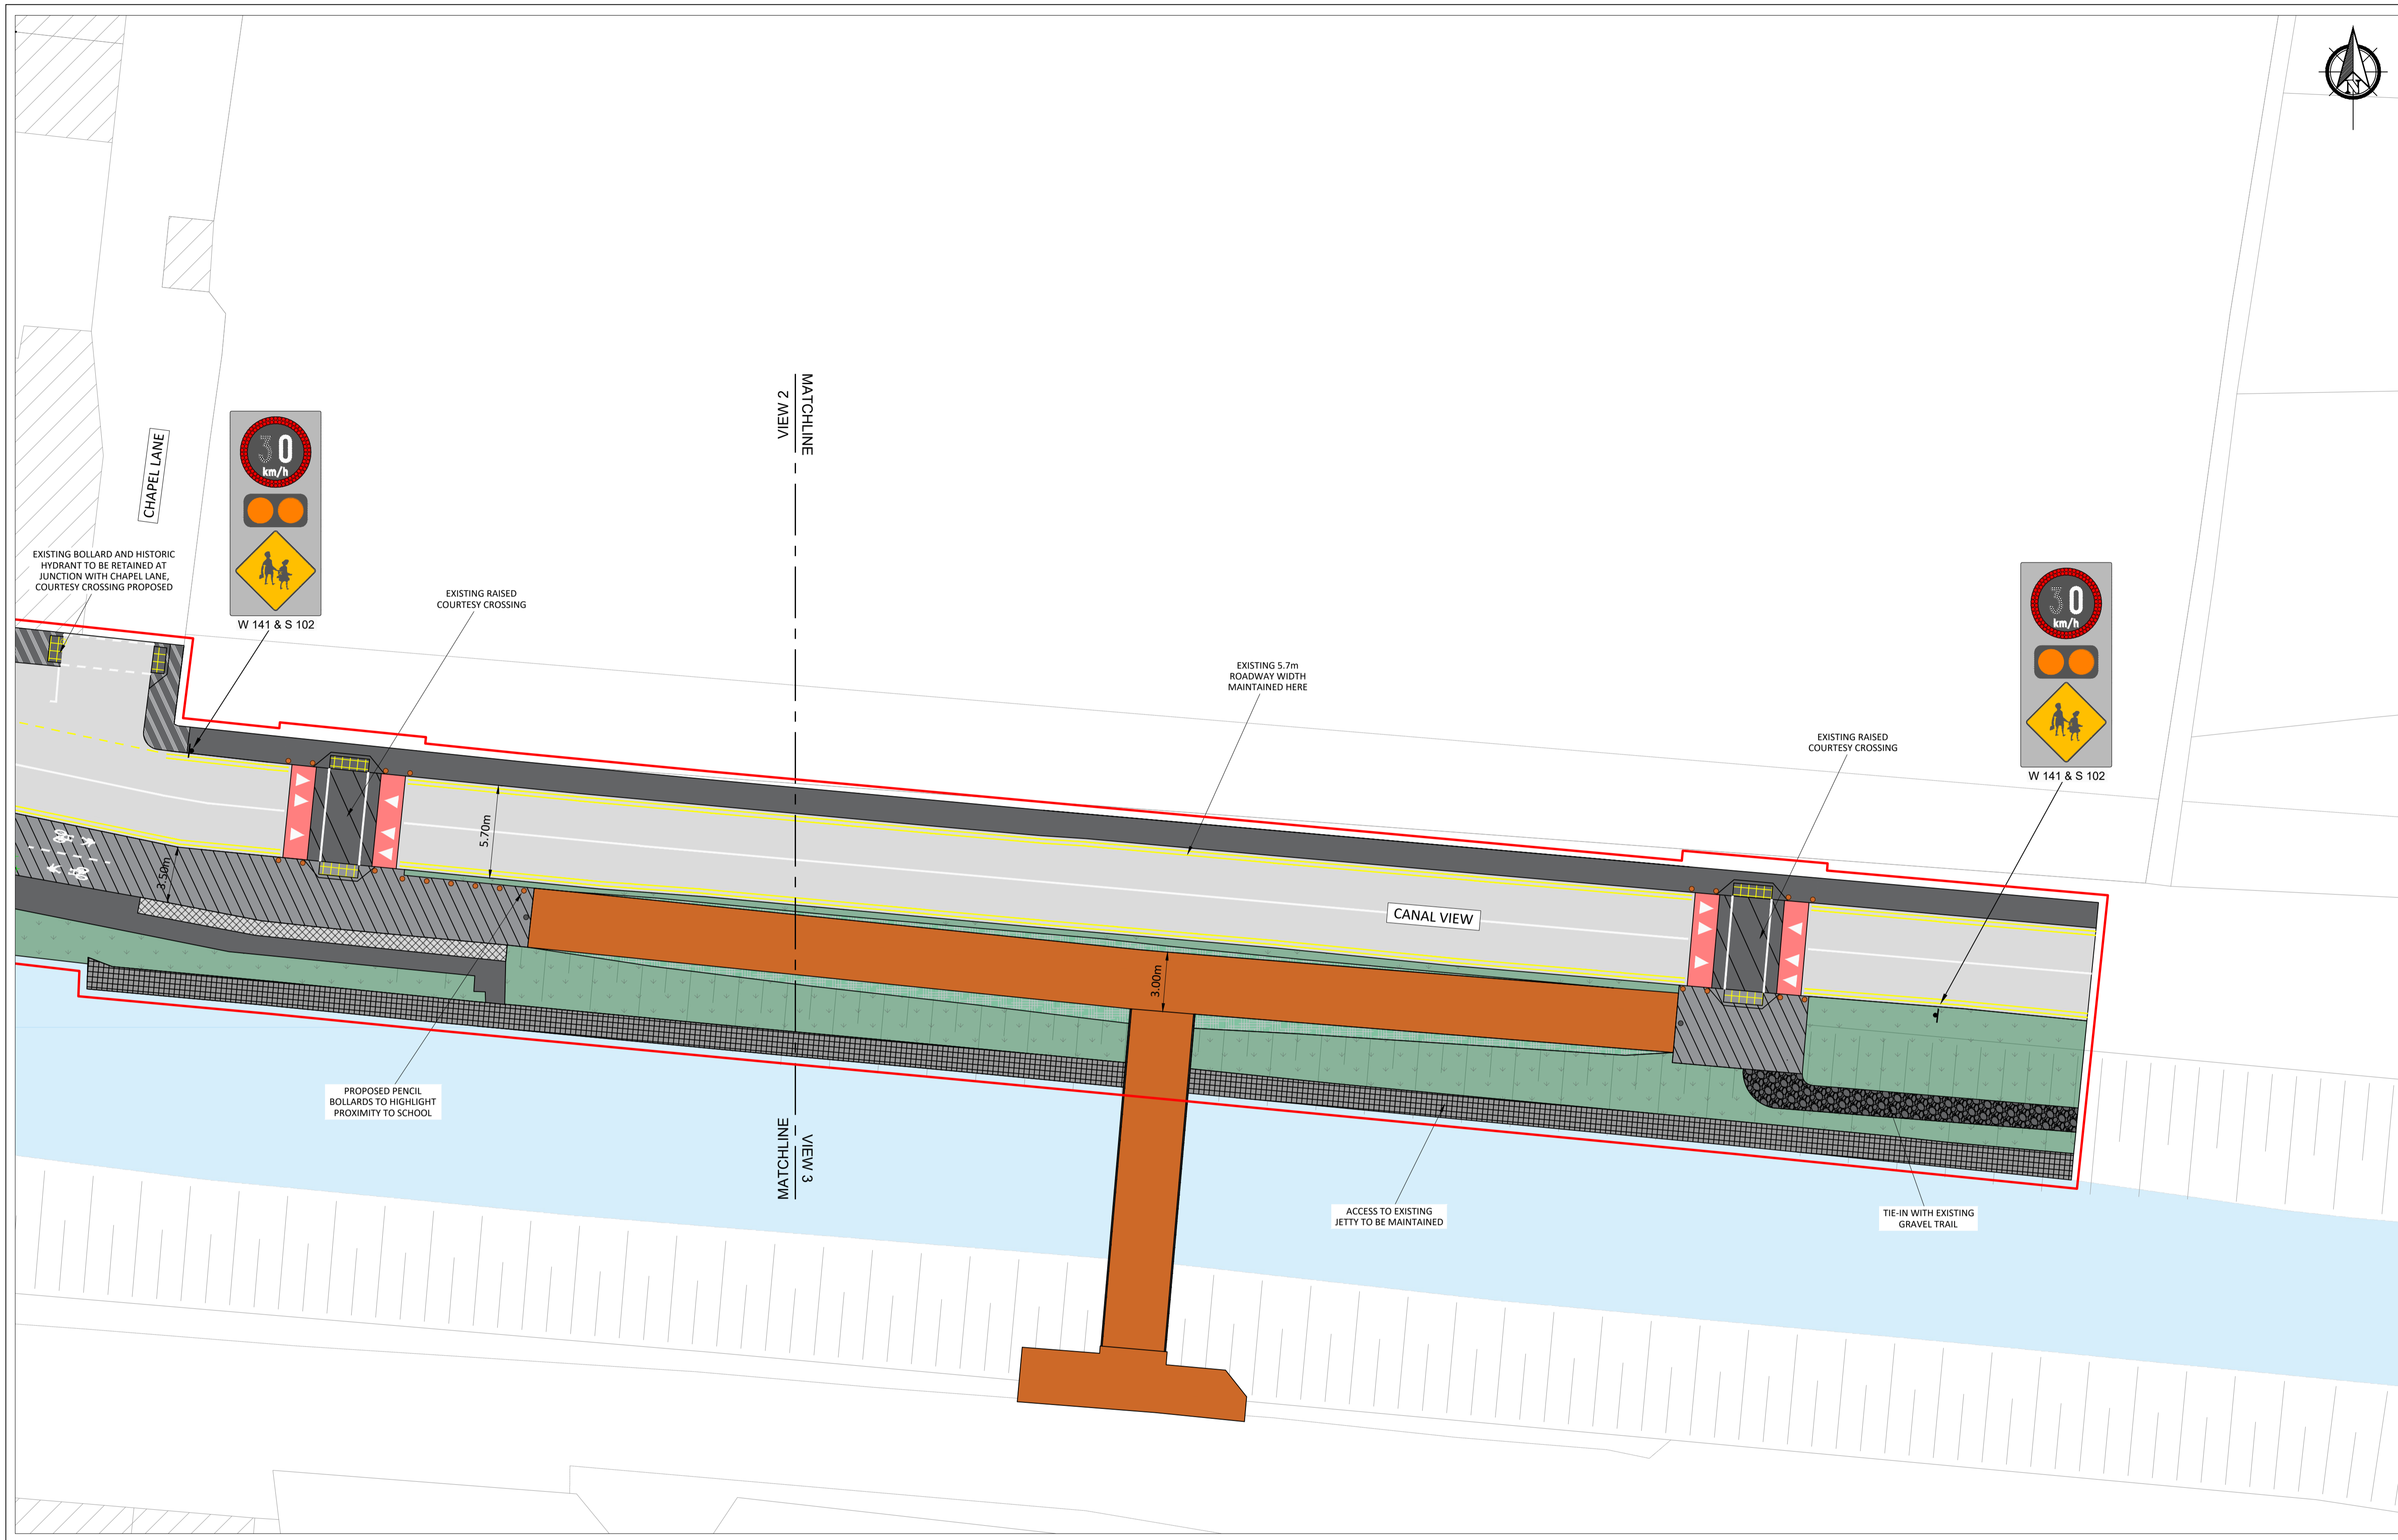 N
VIEW 2
MATCHLINE
CHAPEL LANE
30
km/h
W 141 & S 102
EXISTING BOLLARD AND HISTORIC
HYDRANT TO BE RETAINED AT
JUNCTION WITH CHAPEL LANE,
COURTESY CROSSING PROPOSED
EXISTING RAISED
COURTESY CROSSING
30
km/h
W 141 & S 102
EXISTING 5.7m
ROADWAY WIDTH
MAINTAINED HERE
EXISTING RAISED
COURTESY CROSSING
5.70m
3.50m
CANAL VIEW
3.00m
PROPOSED PENCIL
BOLLARDS TO HIGHLIGHT
PROXIMITY TO SCHOOL
MATCHLINE
VIEW 3
ACCESS TO EXISTING
JETTY TO BE MAINTAINED
TIE-IN WITH EXISTING
GRAVEL TRAIL